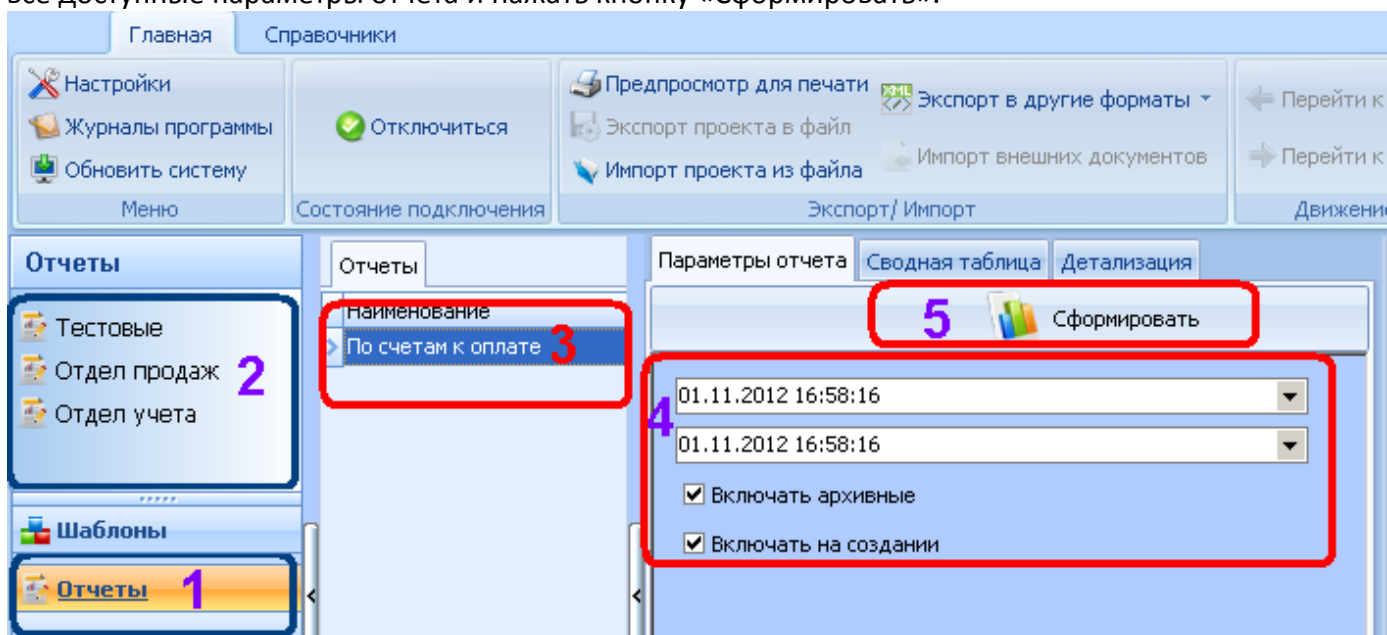 все доступные параметры отчета и нажать кнопку «Сформировать».
Главная Справочники
Настройки
Журналы программы
Обновить систему
Меню
Отключиться
Состояние подключения
Предпросмотр для печати
Экспорт проекта в файл
Импорт проекта из файла
XML Экспорт в другие форматы
Импорт внешних документов
Экспорт/ Импорт
Перейти к
Перейти к
Отчеты
Тестовые
Отдел продаж
Отдел учета
2
Шаблоны
Отчеты 1
Отчеты
Наименование
По счетам к оплате 3
Параметры отчета Сводная таблица Детализация
5 Сформировать
4
01.11.2012 16:58:16
01.11.2012 16:58:16
Включать архивные
Включать на создании